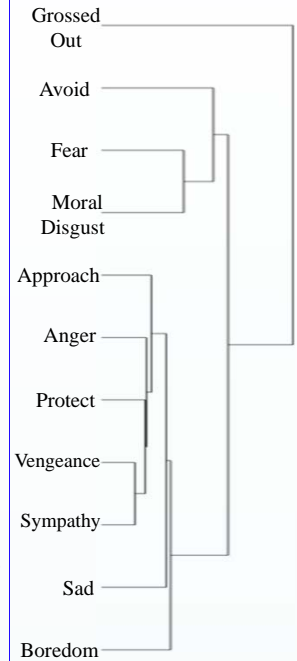 Grossed
Out
Avoid
Fear
Moral
Disgust
Approach
Anger
Protect
Vengeance
Sympathy
Sad
Boredom